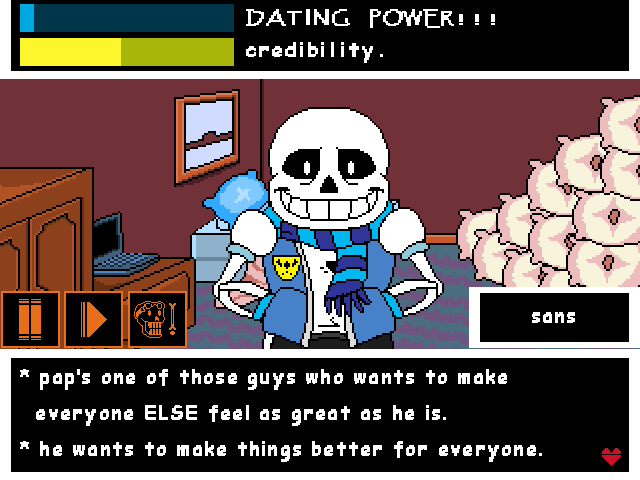 DATING POWER!!!
credibility.
sans
* pap's one of those guys who wants to make
everyone ELSE feel as great as he is.
* he wants to make things better for everyone.